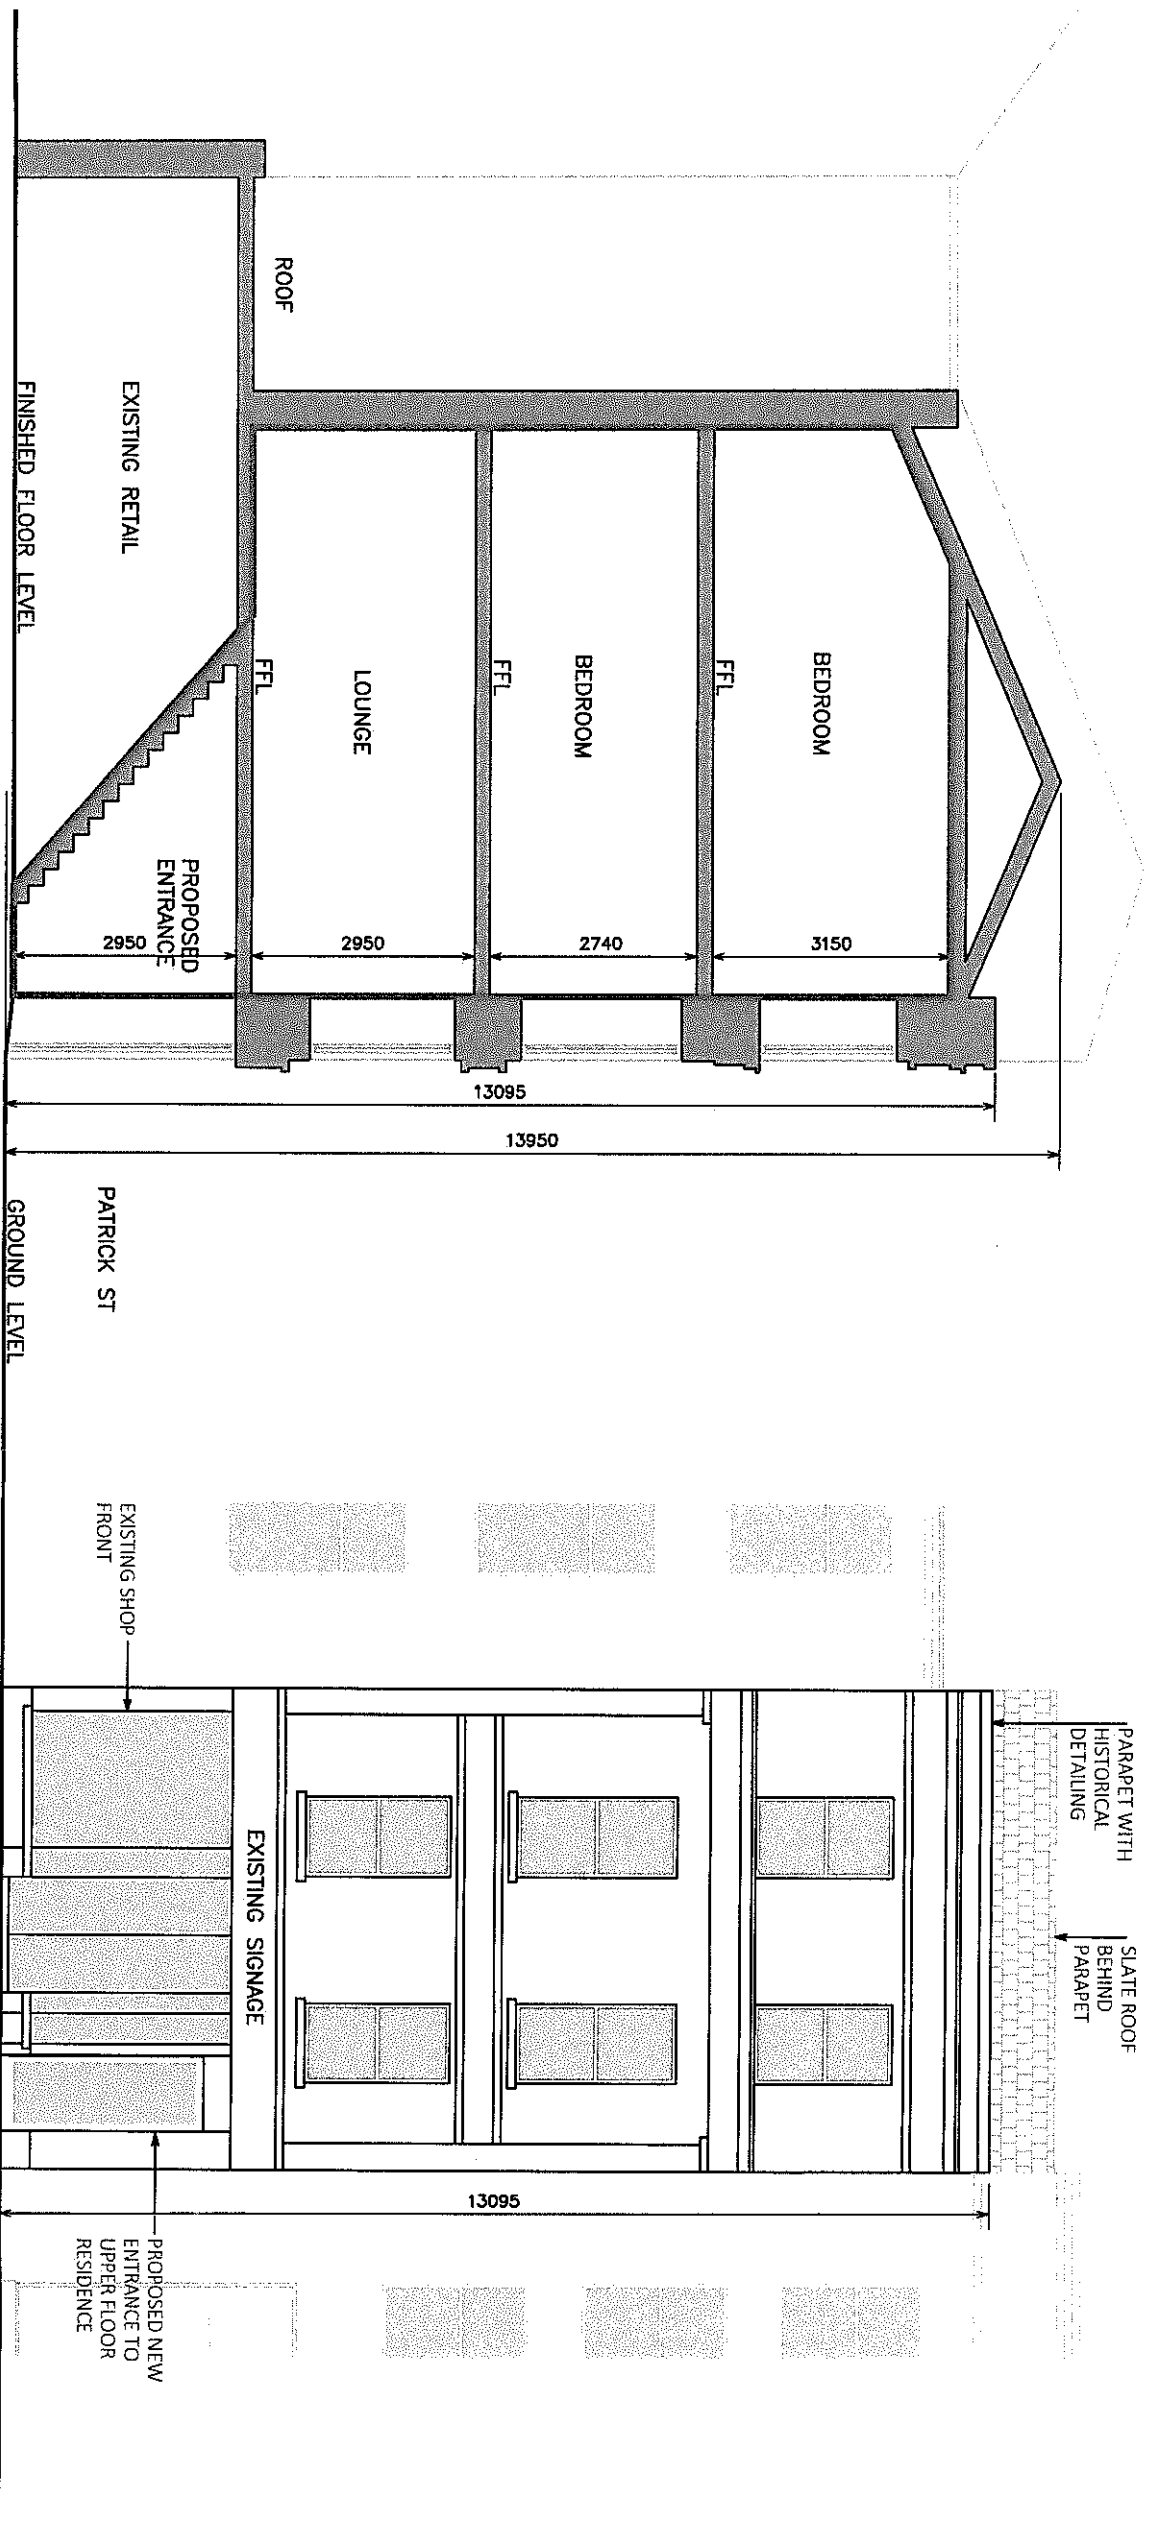 ROOF
EXISTING RETAIL
FINISHED FLOOR LEVEL
BEDROOM
FFL
BEDROOM
FFL
LOUNGE
FFL
PROPOSED
ENTRANCE
3150
2740
2950
2950
13095
13950
PATRICK ST
GROUND LEVEL
PARAPET WITH
HISTORICAL
DETAILING
SLATE ROOF
BEHIND
PARAPET
EXISTING SHOP
FRONT
EXISTING SIGNAGE
13095
PROPOSED NEW
ENTRANCE TO
UPPER FLOOR
RESIDENCE